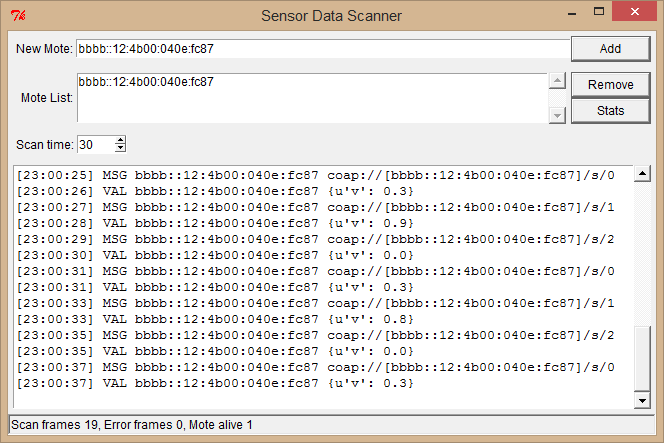 Sensor Data Scanner
New Mote: bbbb::12:4b00:040e:fc87 Add
Mote List: bbbb::12:4b00:040e:fc87 Remove
Stats
Scan time: 30
[23:00:25] MSG bbbb::12:4b00:040e:fc87 coap://[bbbb::12:4b00:040e:fc87]/s/0
[23:00:26] VAL bbbb::12:4b00:040e:fc87 {u'v': 0.3}
[23:00:27] MSG bbbb::12:4b00:040e:fc87 coap://[bbbb::12:4b00:040e:fc87]/s/1
[23:00:28] VAL bbbb::12:4b00:040e:fc87 {u'v': 0.9}
[23:00:29] MSG bbbb::12:4b00:040e:fc87 coap://[bbbb::12:4b00:040e:fc87]/s/2
[23:00:30] VAL bbbb::12:4b00:040e:fc87 {u'v': 0.0}
[23:00:31] MSG bbbb::12:4b00:040e:fc87 coap://[bbbb::12:4b00:040e:fc87]/s/0
[23:00:31] VAL bbbb::12:4b00:040e:fc87 {u'v': 0.3}
[23:00:33] MSG bbbb::12:4b00:040e:fc87 coap://[bbbb::12:4b00:040e:fc87]/s/1
[23:00:33] VAL bbbb::12:4b00:040e:fc87 {u'v': 0.8}
[23:00:35] MSG bbbb::12:4b00:040e:fc87 coap://[bbbb::12:4b00:040e:fc87]/s/2
[23:00:35] VAL bbbb::12:4b00:040e:fc87 {u'v': 0.0}
[23:00:37] MSG bbbb::12:4b00:040e:fc87 coap://[bbbb::12:4b00:040e:fc87]/s/0
[23:00:37] VAL bbbb::12:4b00:040e:fc87 {u'v': 0.3}
Scan frames 19, Error frames 0, Mote alive 1